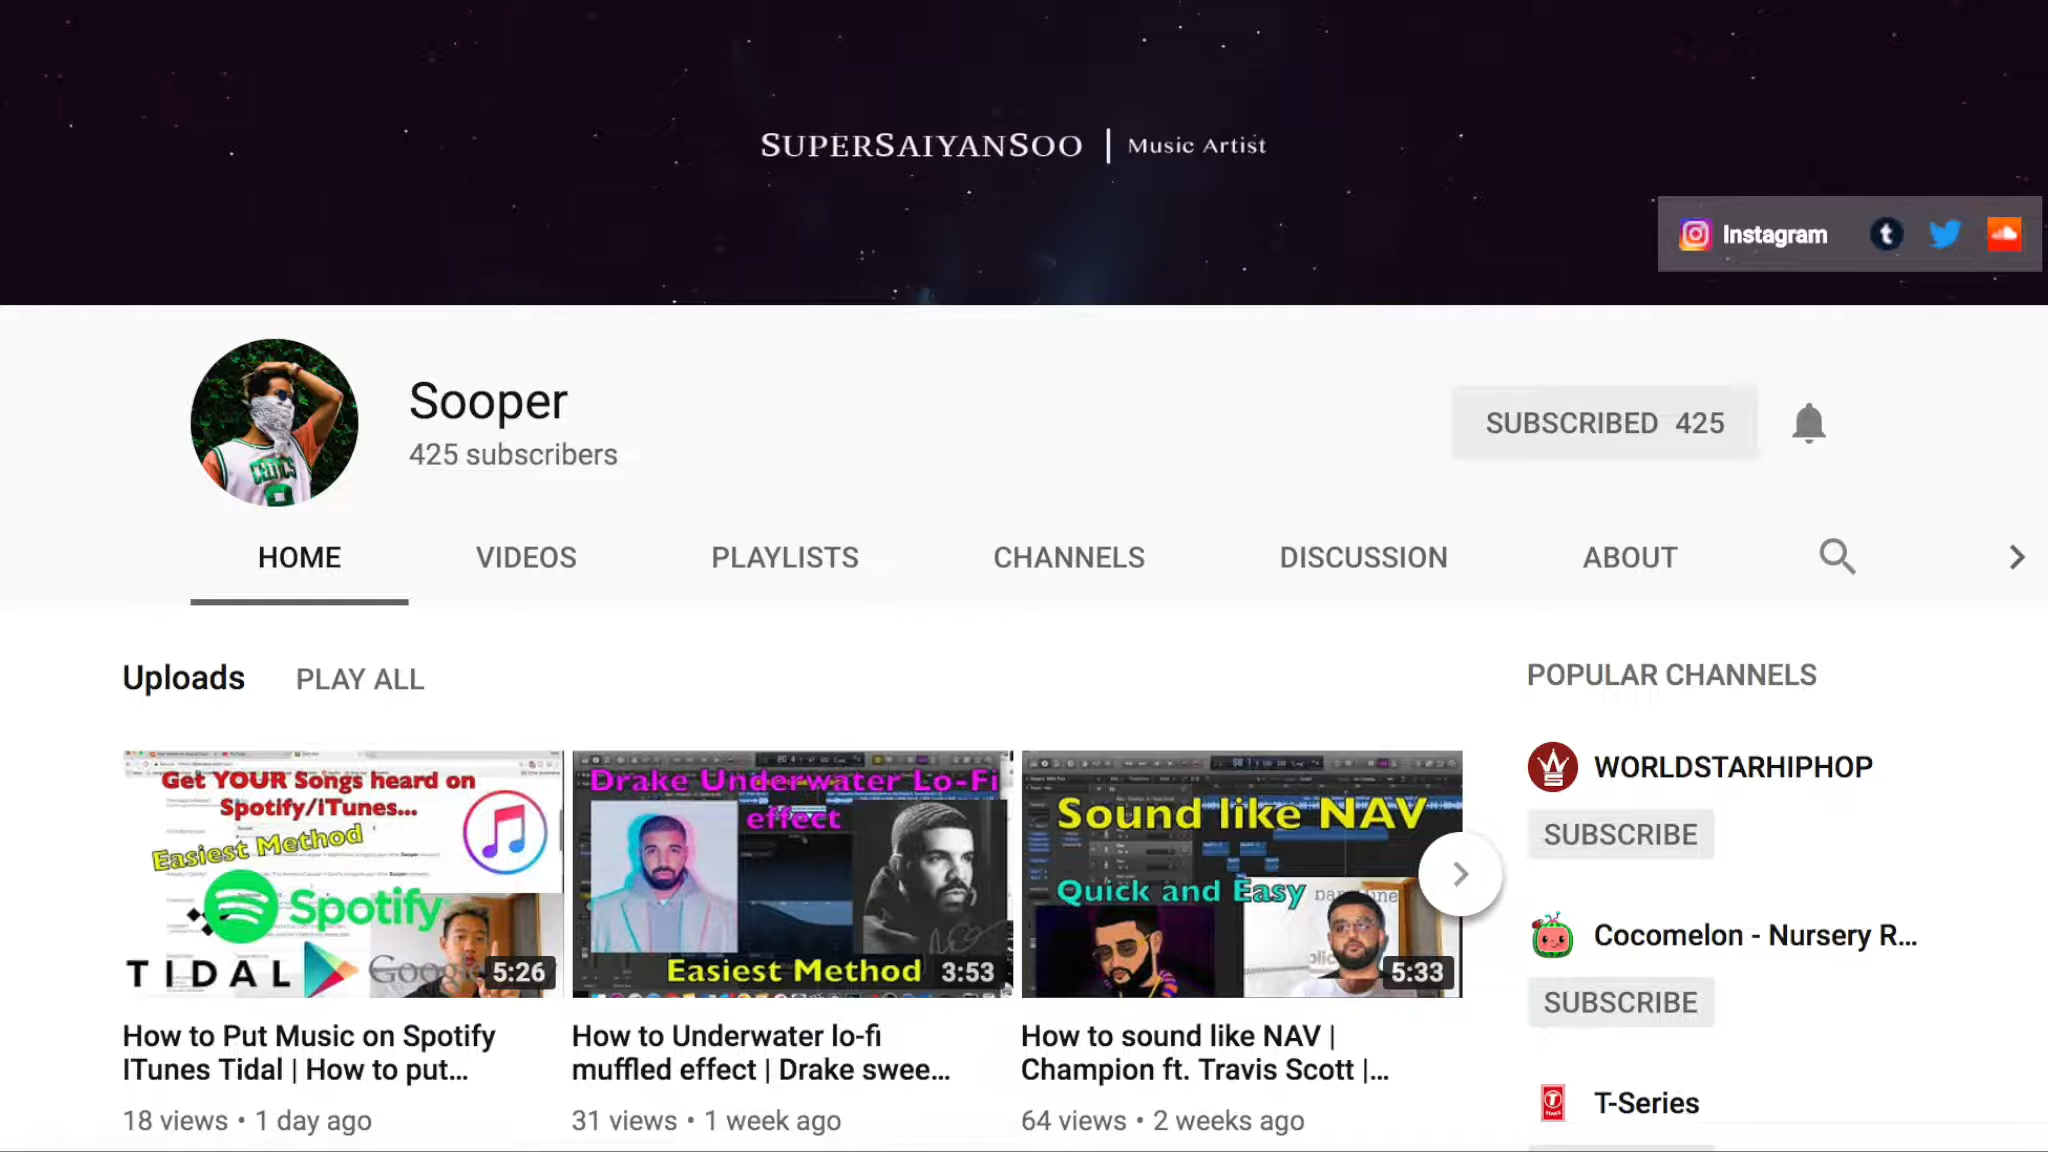 SUPERSAIYANSOO | Music Artist
Instagram
Sooper
425 subscribers
SUBSCRIBED 425
HOME
VIDEOS
PLAYLISTS
CHANNELS
DISCUSSION
ABOUT
Uploads
PLAY ALL
Get YOUR Songs heard on
Spotify/iTunes...
Easiest Method
Spotify
TIDAL
Google
5:26
How to Put Music on Spotify
ITunes Tidal | How to put...
18 views • 1 day ago
Drake Underwater Lo-Fi
effect
Easiest Method
3:53
How to Underwater lo-fi
muffled effect | Drake swee...
31 views • 1 week ago
Sound like NAV
Quick and Easy
5:33
How to sound like NAV |
Champion ft. Travis Scott |...
64 views • 2 weeks ago
POPULAR CHANNELS
WORLDSTARHIPHOP
SUBSCRIBE
Cocomelon - Nursery R...
SUBSCRIBE
T-Series